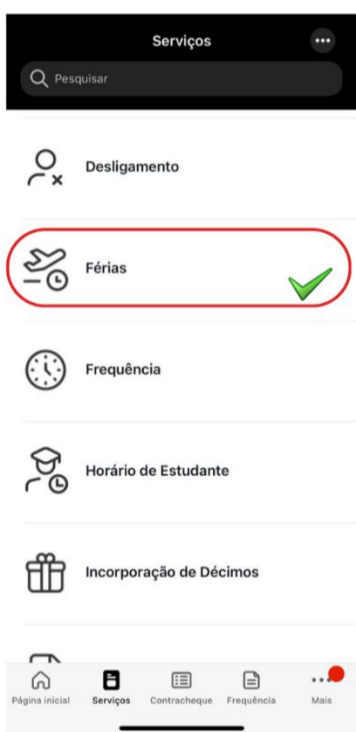 Serviços
Pesquisar
Desligamento
Férias
Frequência
Horário de Estudante
Incorporação de Décimos
Página inicial Serviços Contracheque Frequência Mais